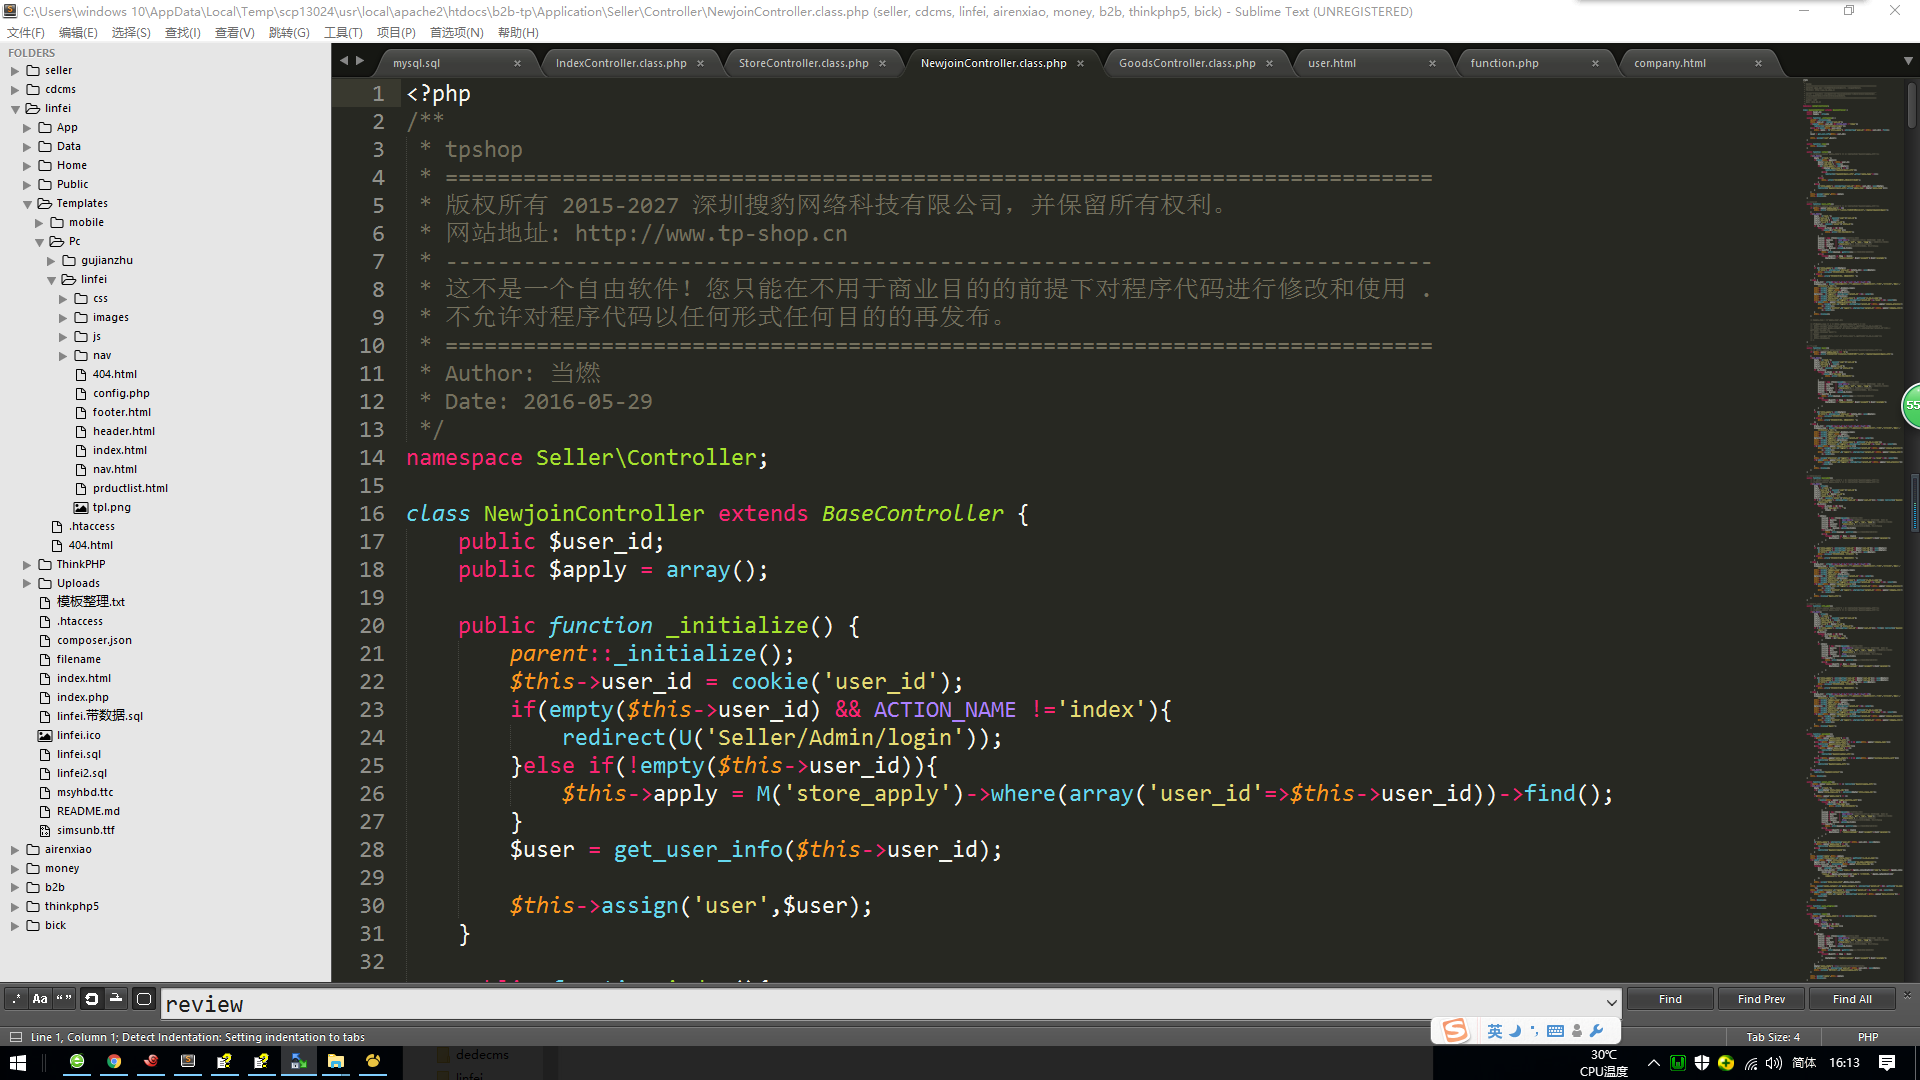 C:\Users\windows 10\AppData\Local\Temp\scp13024\usr\local\apache2\htdocs\b2b-tp\Application\Seller\Controller\NewjoinController.class.php (seller, cdcms, linfei, airenxiao, money, b2b, thinkphp5, bick) - Sublime Text (UNREGISTERED)
文件(F) 编辑(E) 选择(S) 查找(I) 查看(V) 跳转(G) 工具(T) 项目(P) 首选项(N) 帮助(H)
FOLDERS
seller
cdcms
linfei
App
Data
Home
Public
Templates
mobile
Pc
gujianzhu
linfei
css
images
js
nav
404.html
config.php
footer.html
header.html
index.html
nav.html
prductlist.html
tpl.png
.htaccess
404.html
ThinkPHP
Uploads
模板整理.txt
.htaccess
composer.json
filename
index.html
index.php
linfei.带数据.sql
linfei.ico
linfei.sql
linfei2.sql
msyhbd.ttc
README.md
simsunb.ttf
airenxiao
money
b2b
thinkphp5
bick
mysql.sql × IndexController.class.php × StoreController.class.php × NewjoinController.class.php × GoodsController.class.php × user.html × function.php × company.html ×
1 <?php
2 /**
3 * tpshop
4 * ============================================================================
5 * 版权所有 2015-2027 深圳搜豹网络科技有限公司，并保留所有权利。
6 * 网站地址: http://www.tp-shop.cn
7 * ----------------------------------------------------------------------------
8 * 这不是一个自由软件！您只能在不用于商业目的的前提下对程序代码进行修改和使用 .
9 * 不允许对程序代码以任何形式任何目的的再发布。
10 * ============================================================================
11 * Author: 当燃
12 * Date: 2016-05-29
13 */
14 namespace Seller\Controller;
15
16 class NewjoinController extends BaseController {
17 public $user_id;
18 public $apply = array();
19
20 public function _initialize() {
21 parent::_initialize();
22 $this->user_id = cookie('user_id');
23 if(empty($this->user_id) && ACTION_NAME !='index'){
24 redirect(U('Seller/Admin/login'));
25 }else if(!empty($this->user_id)){
26 $this->apply = M('store_apply')->where(array('user_id'=>$this->user_id))->find();
27 }
28 $user = get_user_info($this->user_id);
29
30 $this->assign('user',$user);
31 }
32
55
.* Aa “” review Find Find Prev Find All ×
Line 1, Column 1; Detect Indentation: Setting indentation to tabs
英
Tab Size: 4 PHP
dedecms
linfei
30℃
CPU温度
简体 16:13